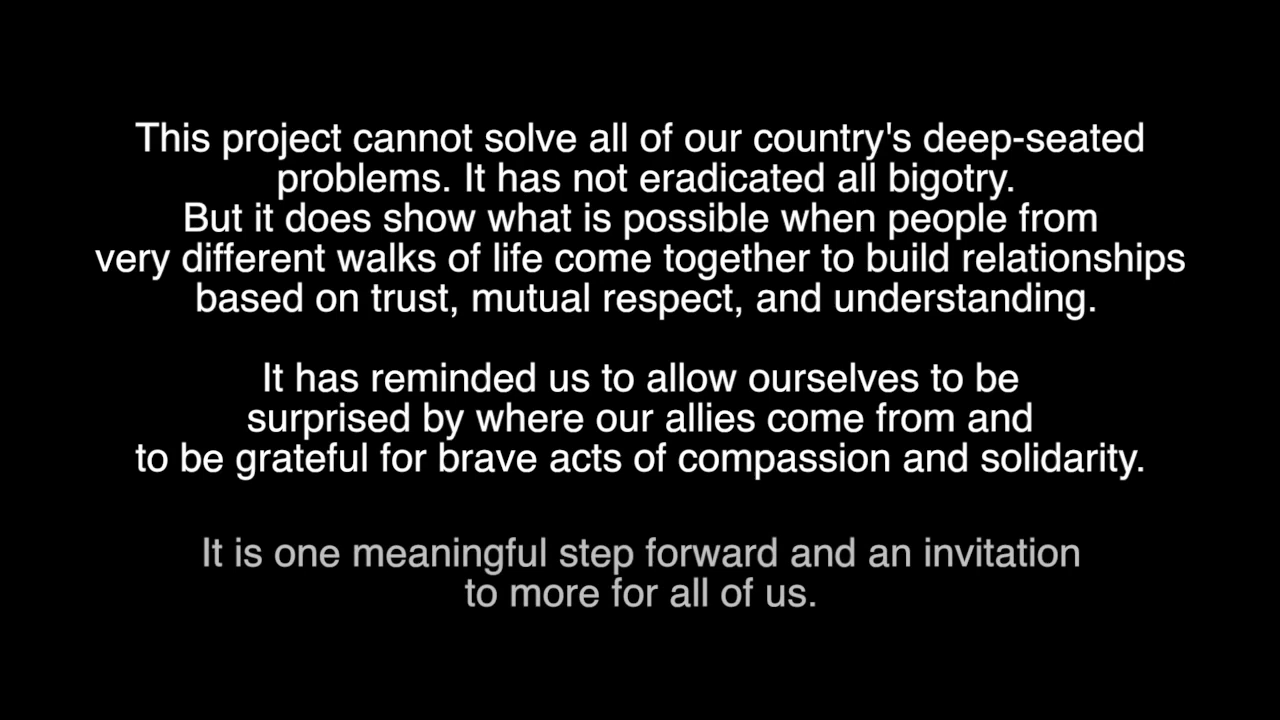 This project cannot solve all of our country's deep-seated
problems. It has not eradicated all bigotry.
But it does show what is possible when people from
very different walks of life come together to build relationships
based on trust, mutual respect, and understanding.
It has reminded us to allow ourselves to be
surprised by where our allies come from and
to be grateful for brave acts of compassion and solidarity.
It is one meaningful step forward and an invitation
to more for all of us.